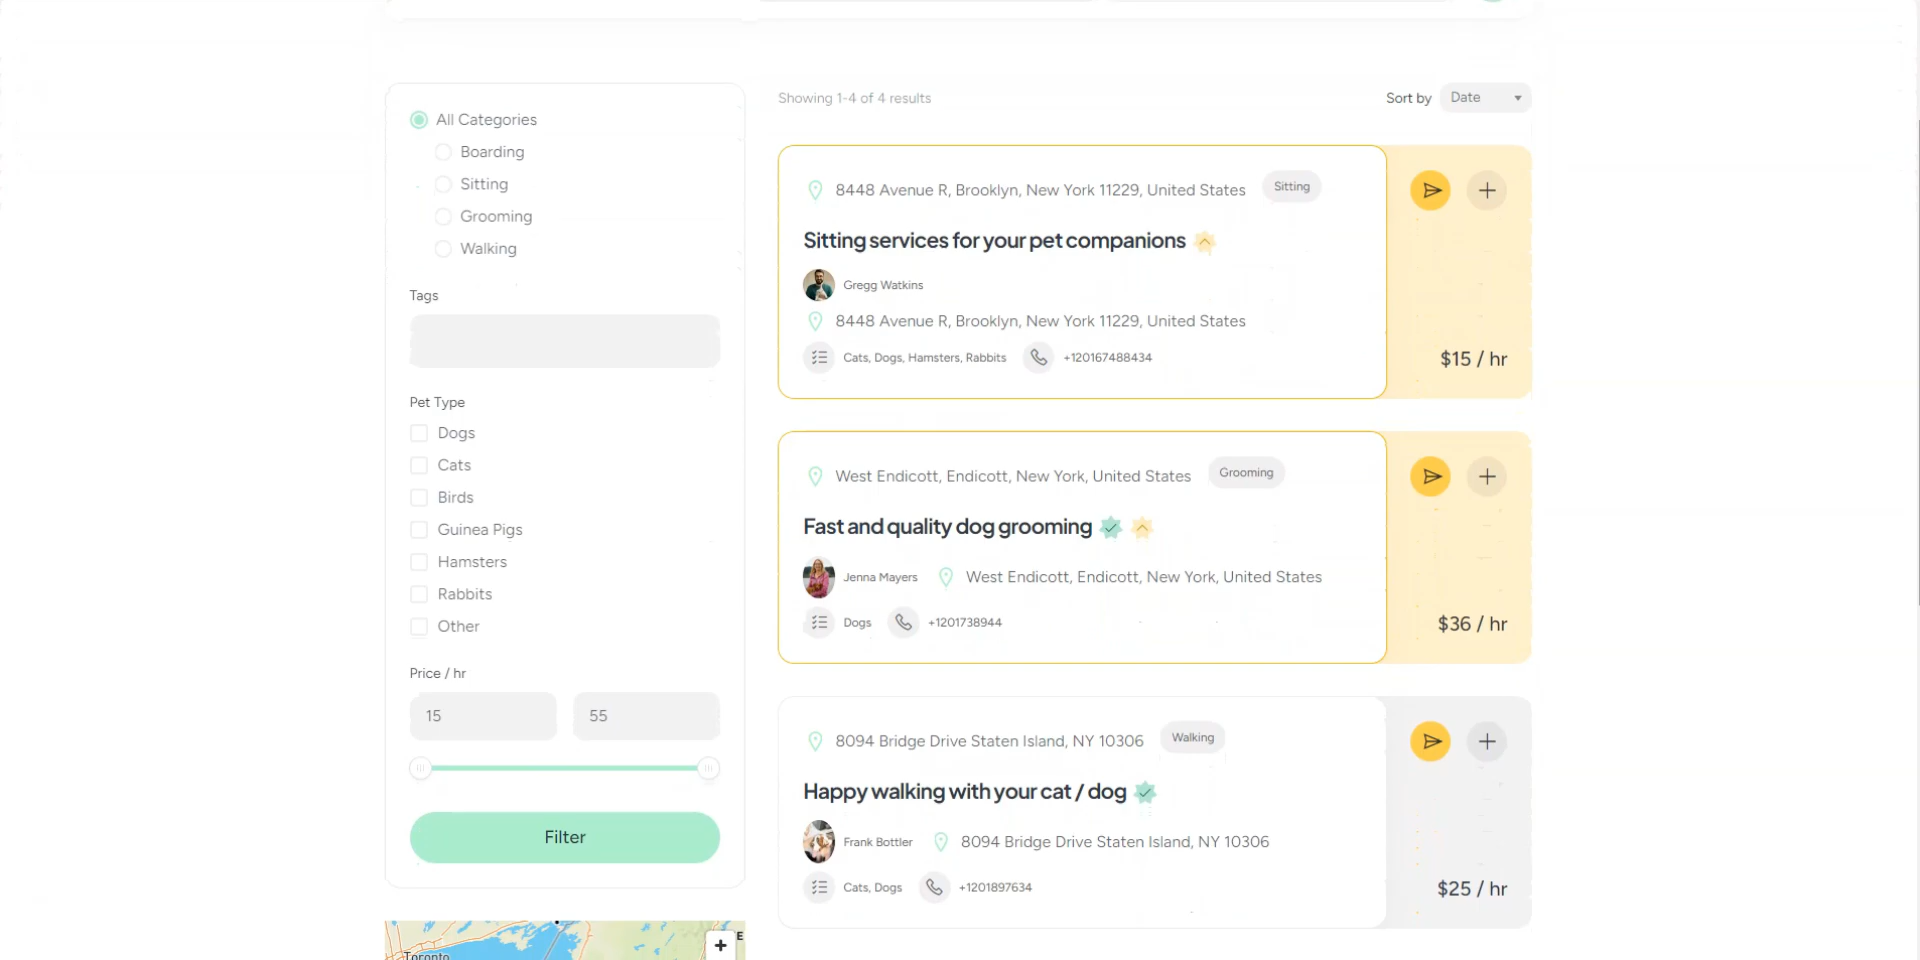 All Categories
Boarding
Sitting
Grooming
Walking
Tags
Pet Type
Dogs
Cats
Birds
Guinea Pigs
Hamsters
Rabbits
Other
Price / hr
15 55
Filter
Toronto
+
E
Showing 1-4 of 4 results
Sort by Date
8448 Avenue R, Brooklyn, New York 11229, United States Sitting
Sitting services for your pet companions
Gregg Watkins
8448 Avenue R, Brooklyn, New York 11229, United States
Cats, Dogs, Hamsters, Rabbits +120167488434
$15 / hr
West Endicott, Endicott, New York, United States Grooming
Fast and quality dog grooming
Jenna Mayers West Endicott, Endicott, New York, United States
Dogs +1201738944
$36 / hr
8094 Bridge Drive Staten Island, NY 10306 Walking
Happy walking with your cat / dog
Frank Bottler 8094 Bridge Drive Staten Island, NY 10306
Cats, Dogs +1201897634
$25 / hr